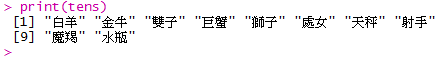 > print(tens)
 [1] "白羊" "金牛" "雙子" "巨蟹" "獅子" "處女" "天秤" "射手"
 [9] "魔羯" "水瓶"
>